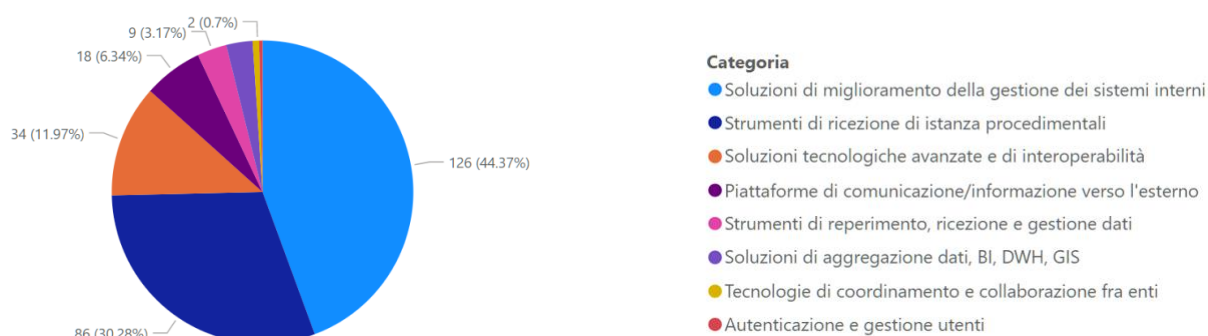 2 (0.7%)
9 (3.17%)
18 (6.34%)
34 (11.97%)
126 (44.37%)
86 (30.28%)
Categoria
Soluzioni di miglioramento della gestione dei sistemi interni
Strumenti di ricezione di istanza procedimentali
Soluzioni tecnologiche avanzate e di interoperabilità
Piattaforme di comunicazione/informazione verso l'esterno
Strumenti di reperimento, ricezione e gestione dati
Soluzioni di aggregazione dati, BI, DWH, GIS
Tecnologie di coordinamento e collaborazione fra enti
Autenticazione e gestione utenti